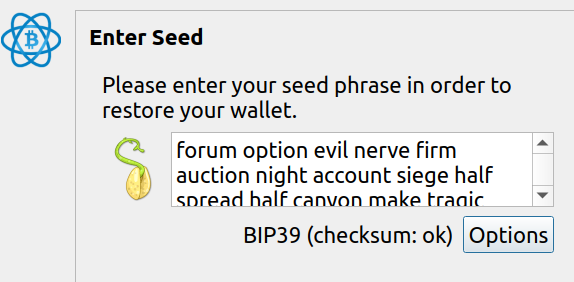 Enter Seed
Please enter your seed phrase in order to
restore your wallet.
forum option evil nerve firm
auction night account siege half
spread half canyon make tragic
BIP39 (checksum: ok)  Options